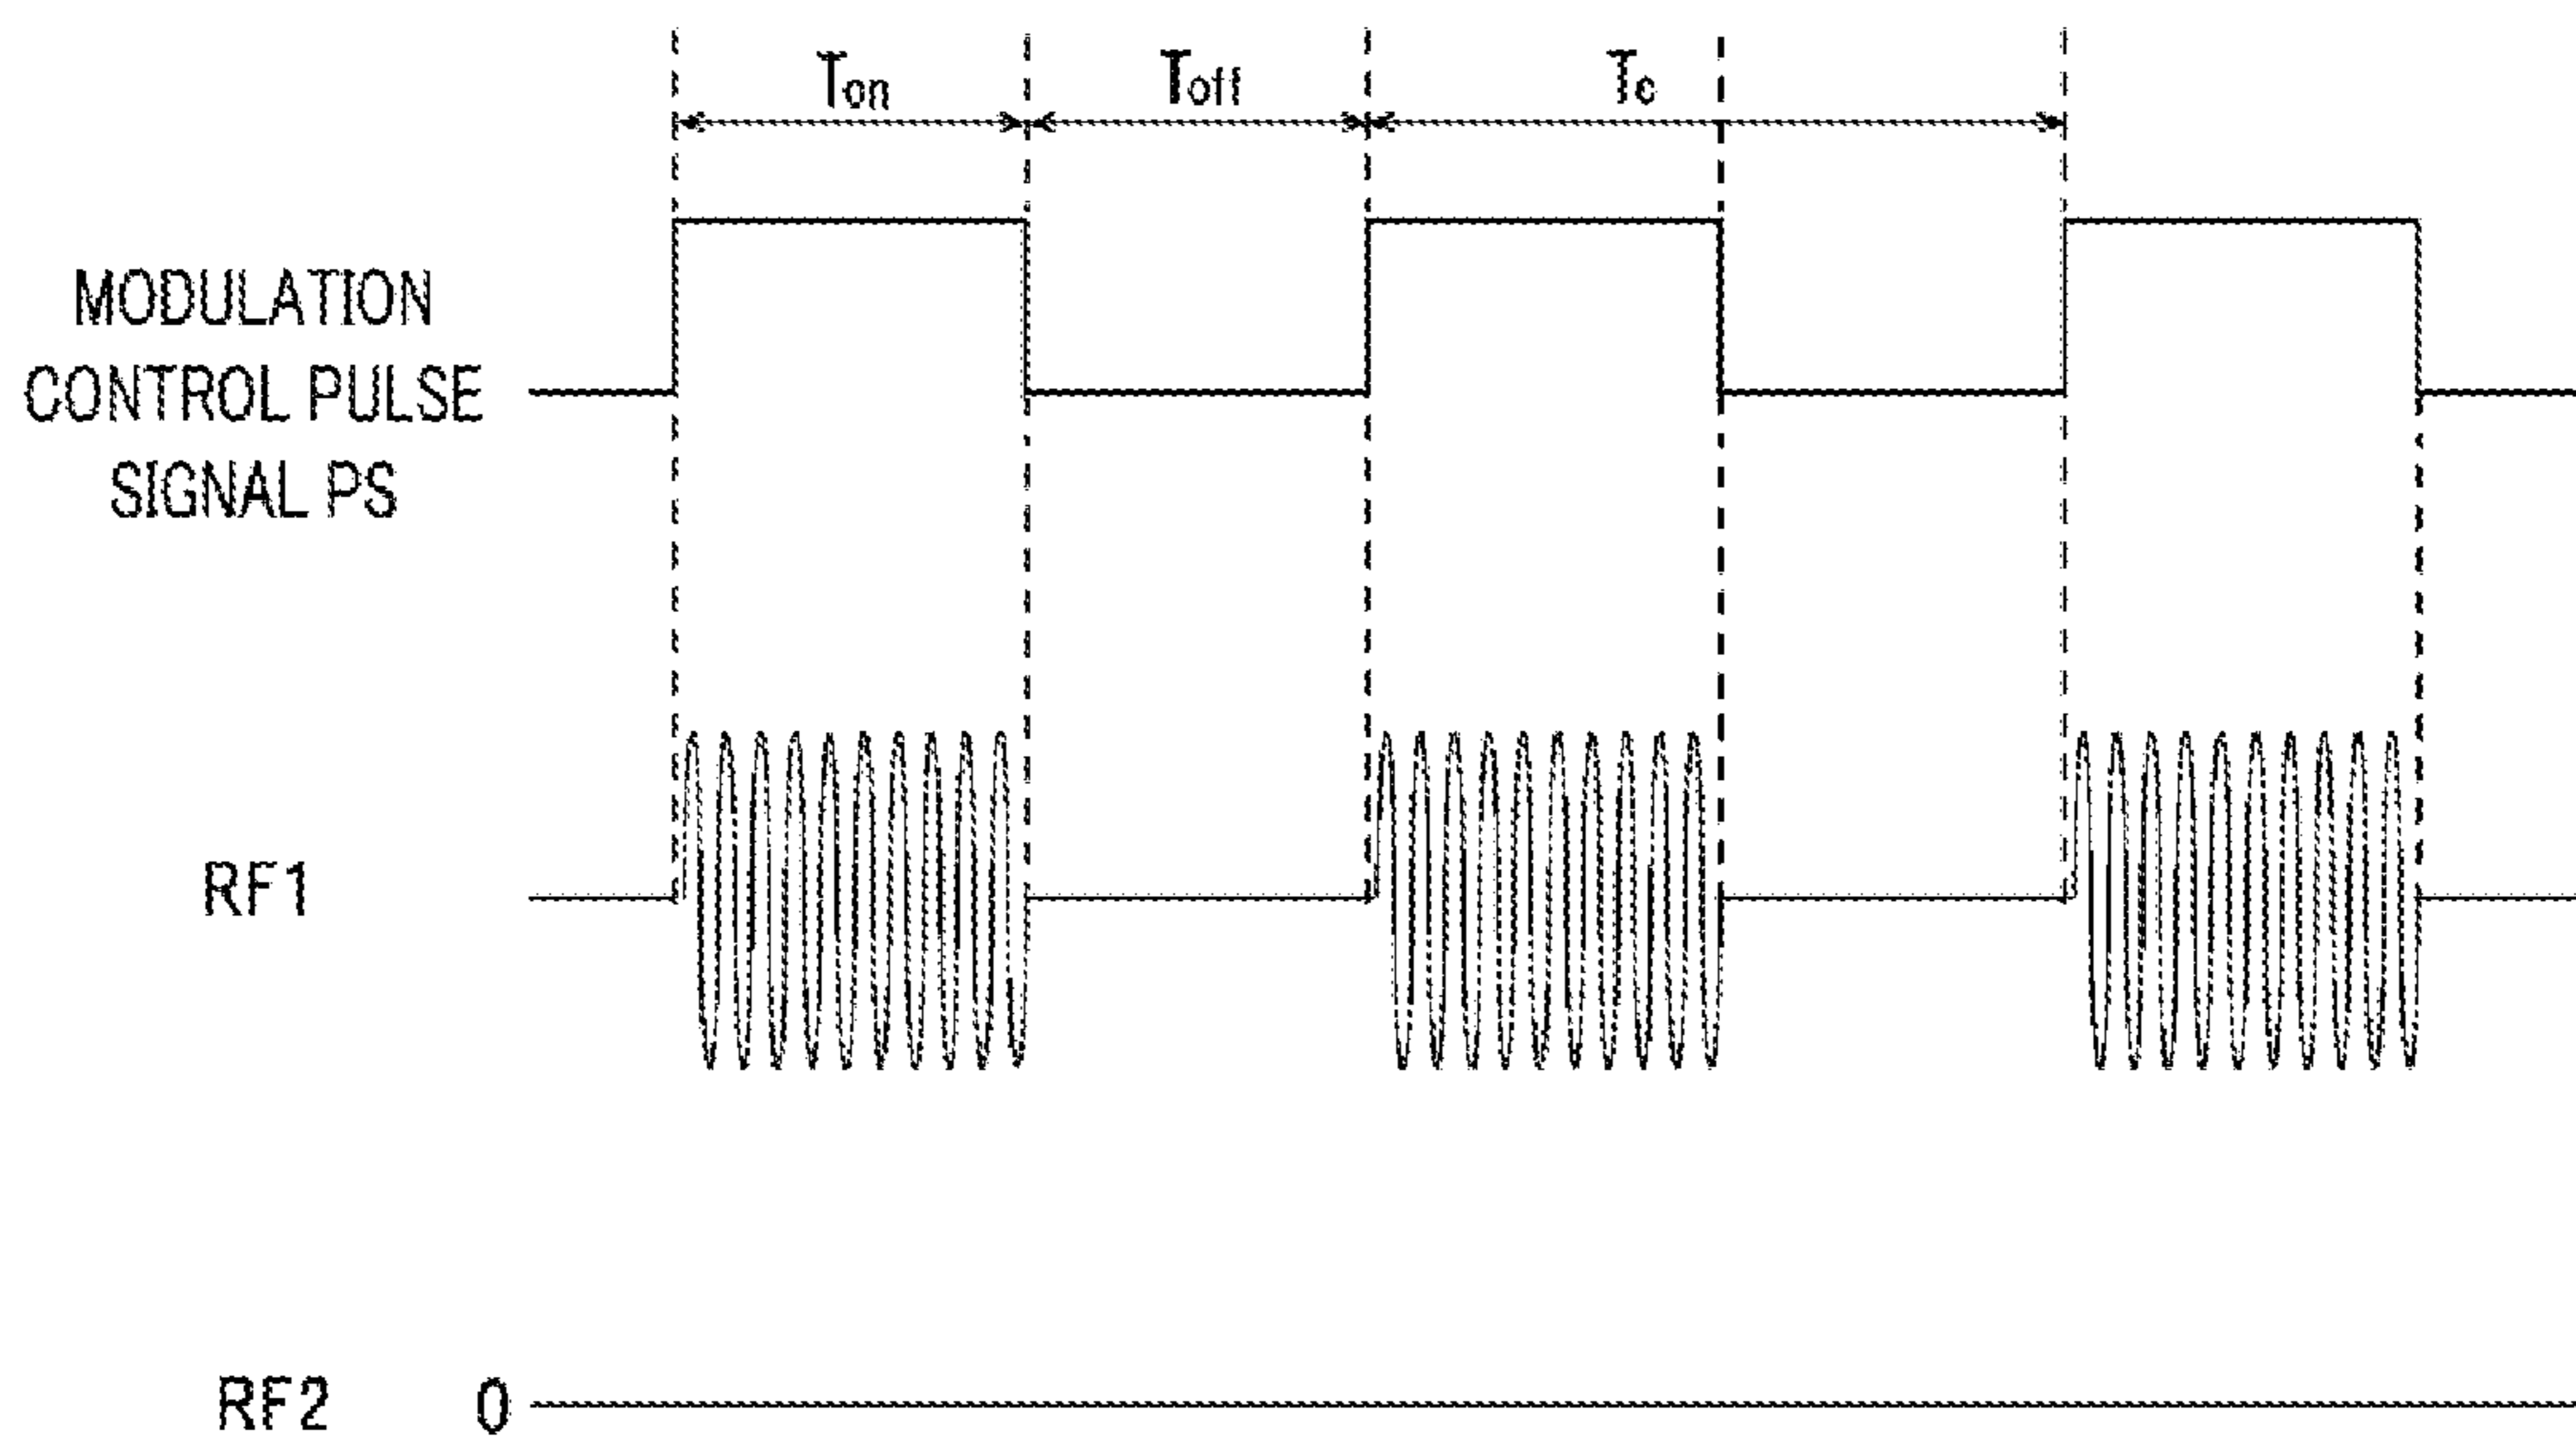 Ton Toff Tc
MODULATION
CONTROL PULSE
SIGNAL PS
RF1
RF2 0